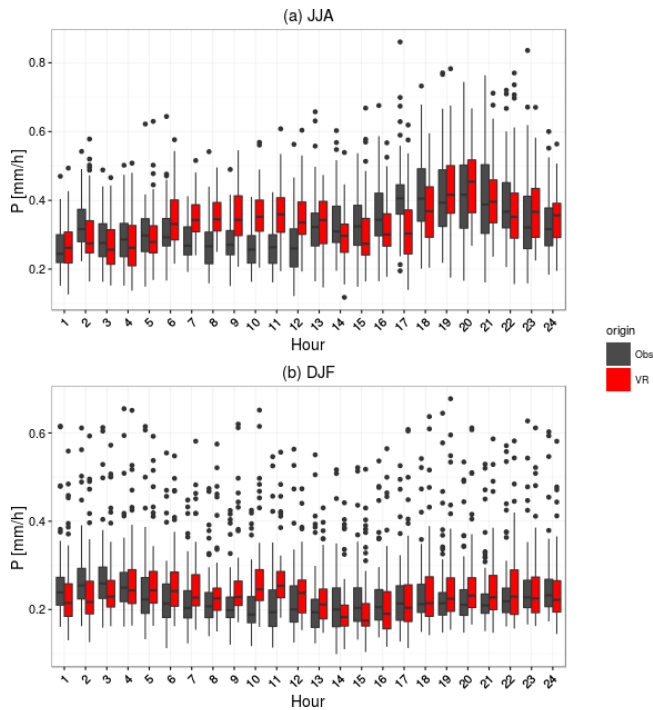 (a) JJA
P [mm/h]
0.8
0.6
0.4
0.2
1 2 3 4 5 6 7 8 9 10 11 12 13 14 15 16 17 18 19 20 21 22 23 24
Hour
origin
Obs
VR
(b) DJF
P [mm/h]
0.6
0.4
0.2
1 2 3 4 5 6 7 8 9 10 11 12 13 14 15 16 17 18 19 20 21 22 23 24
Hour